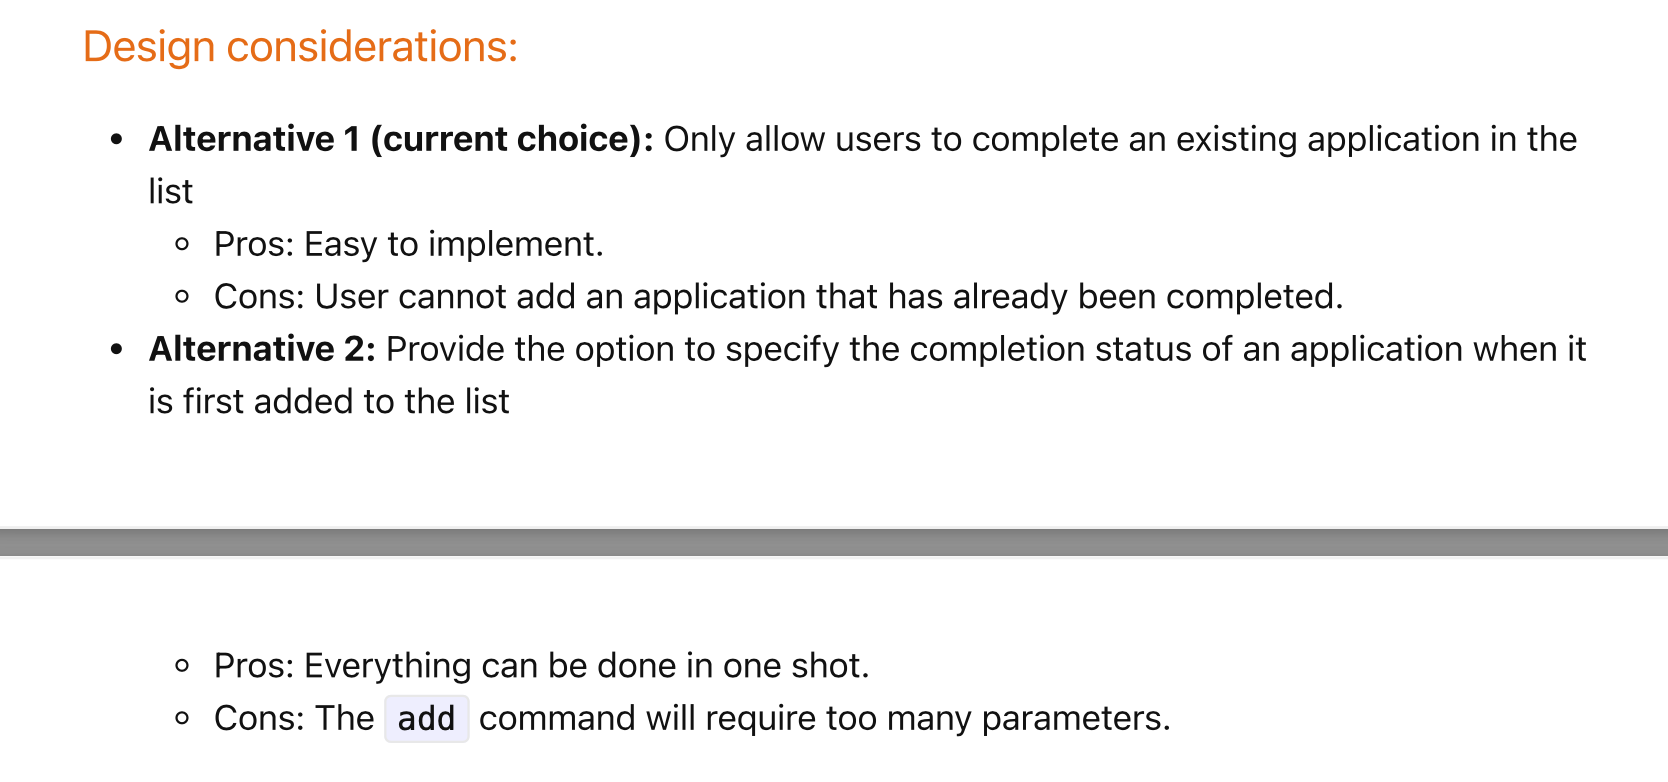 Design considerations:
• Alternative 1 (current choice): Only allow users to complete an existing application in the
list
◦ Pros: Easy to implement.
◦ Cons: User cannot add an application that has already been completed.
• Alternative 2: Provide the option to specify the completion status of an application when it
is first added to the list
◦ Pros: Everything can be done in one shot.
◦ Cons: The add command will require too many parameters.